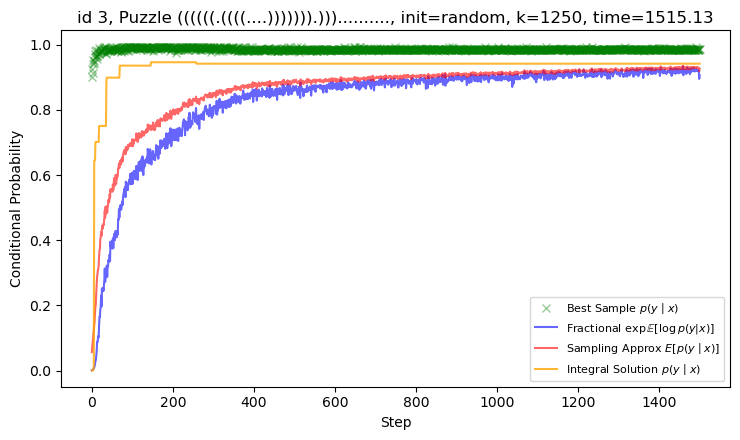 id 3, Puzzle ((((((.((((....))))))).))).........., init=random, k=1250, time=1515.13
Conditional Probability
1.0
0.8
0.6
0.4
0.2
0.0
Best Sample p(y | x)
Fractional exp𝔼[log p(y|x)]
Sampling Approx E[p(y | x)]
Integral Solution p(y | x)
0 200 400 600 800 1000 1200 1400
Step